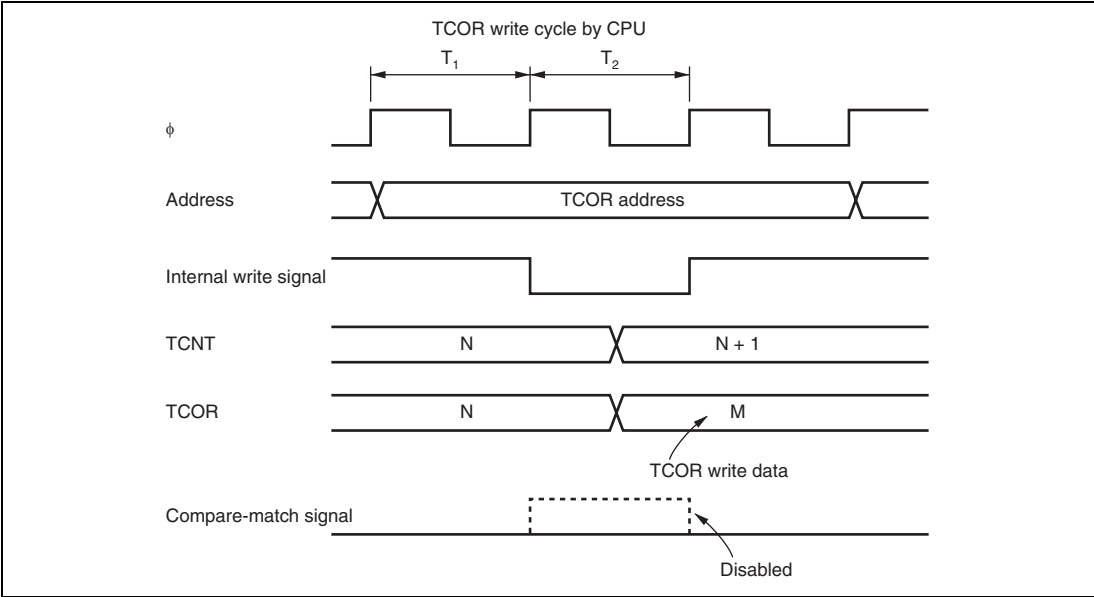 TCOR write cycle by CPU
T1 T2
ϕ
Address TCOR address
Internal write signal
TCNT N N + 1
TCOR N M
TCOR write data
Compare-match signal
Disabled